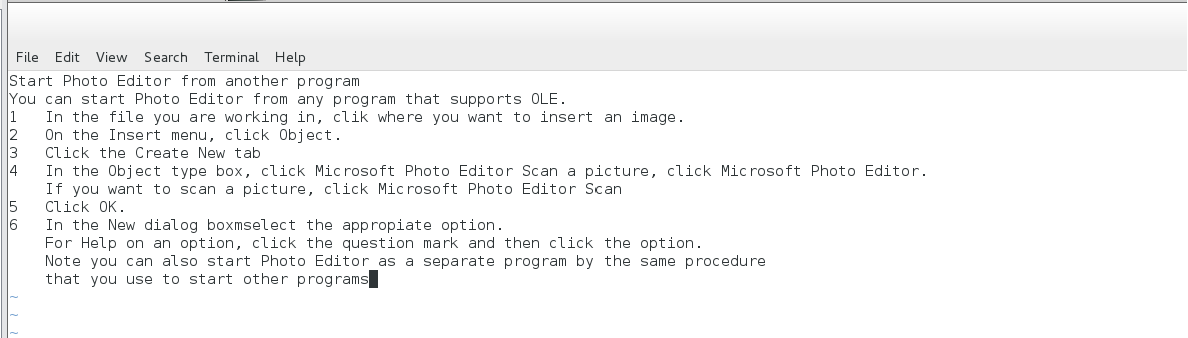 File Edit View Search Terminal Help
Start Photo Editor from another program
You can start Photo Editor from any program that supports OLE.
1 In the file you are working in, clik where you want to insert an image.
2 On the Insert menu, click Object.
3 Click the Create New tab
4 In the Object type box, click Microsoft Photo Editor Scan a picture, click Microsoft Photo Editor.
If you want to scan a picture, click Microsoft Photo Editor Scan
5 Click OK.
6 In the New dialog boxmselect the appropiate option.
For Help on an option, click the question mark and then click the option.
Note you can also start Photo Editor as a separate program by the same procedure
that you use to start other programs
~
~
~